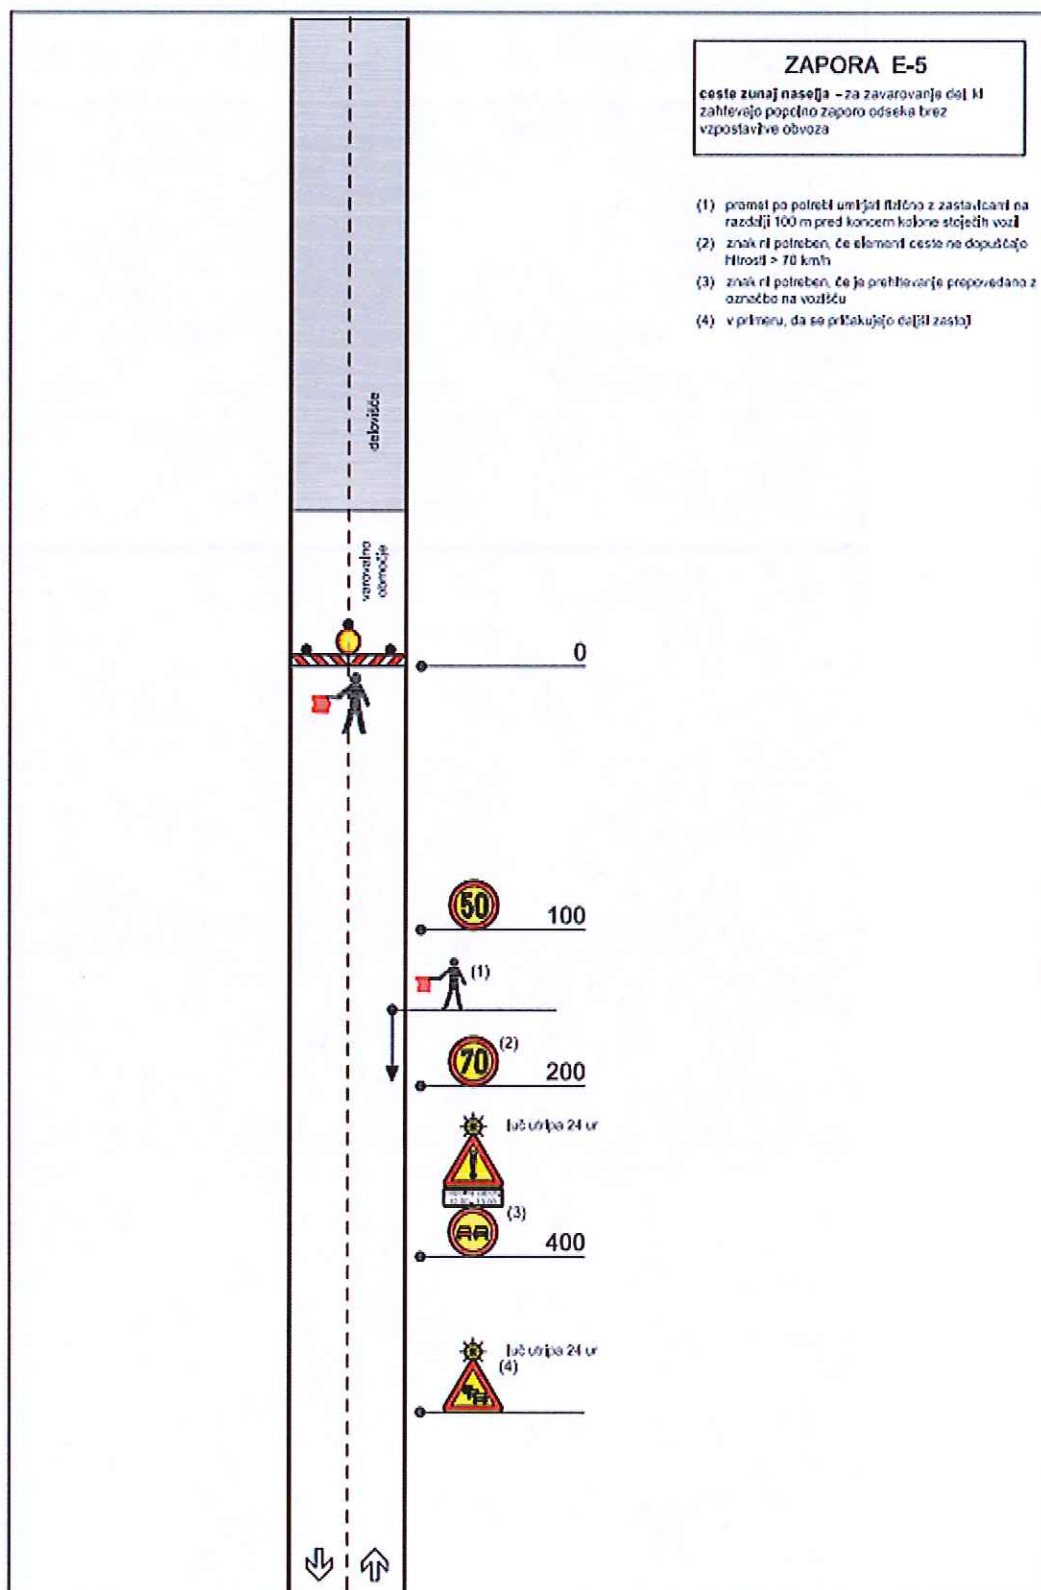 ZAPORA E-5
ceste zunaj naselja – za zavarovanje del, ki
zahtevajo popolno zaporo odseka brez
vzpostavitve obvoza
(1) promet po potrebi umirjati fizično z zastavicami na
razdalji 100 m pred koncem kolone stoječih vozil
(2) znak ni potreben, če elementi ceste ne dopuščajo
hitrosti > 70 km/h
(3) znak ni potreben, če je prehitevanje prepovedano z
označbo na vozišču
(4) v primeru, da se pričakujejo daljši zastoji
delovišče
varovalno
območje
0
50
100
(1)
70
(2)
200
luč utripa 24 ur
(3)
400
luč utripa 24 ur
(4)